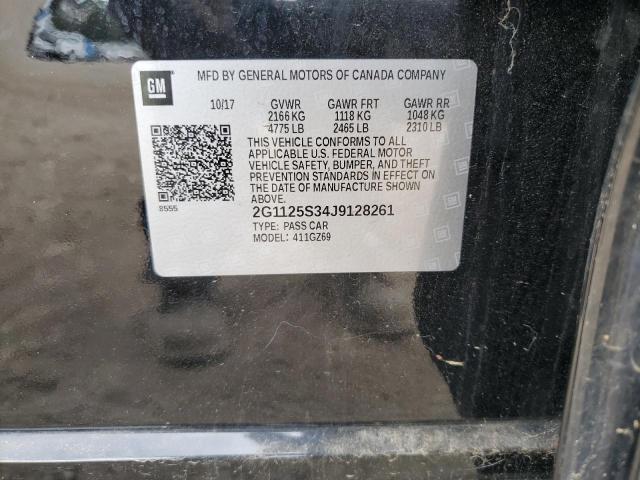 GM
MFD BY GENERAL MOTORS OF CANADA COMPANY
10/17 GVWR GAWR FRT GAWR RR
2166 KG 1118 KG 1048 KG
4775 LB 2465 LB 2310 LB
THIS VEHICLE CONFORMS TO ALL
APPLICABLE U.S. FEDERAL MOTOR
VEHICLE SAFETY, BUMPER, AND THEFT
PREVENTION STANDARDS IN EFFECT ON
THE DATE OF MANUFACTURE SHOWN
ABOVE.
8555
2G1125S34J9128261
TYPE: PASS CAR
MODEL: 411GZ69